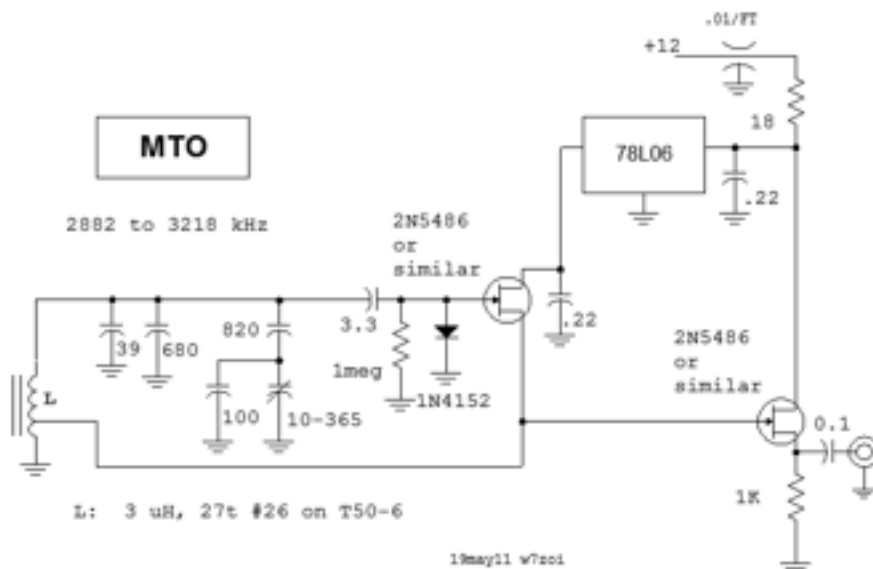 .01/FT
+12
18
MTO
78L06
.22
2882 to 3218 kHz
2N5486
or
similar
.22
39
680
820
3.3
1meg
1N4152
100
10-365
L
2N5486
or
similar
0.1
1K
L: 3 uH, 27t #26 on T50-6
19may11 w7zoi